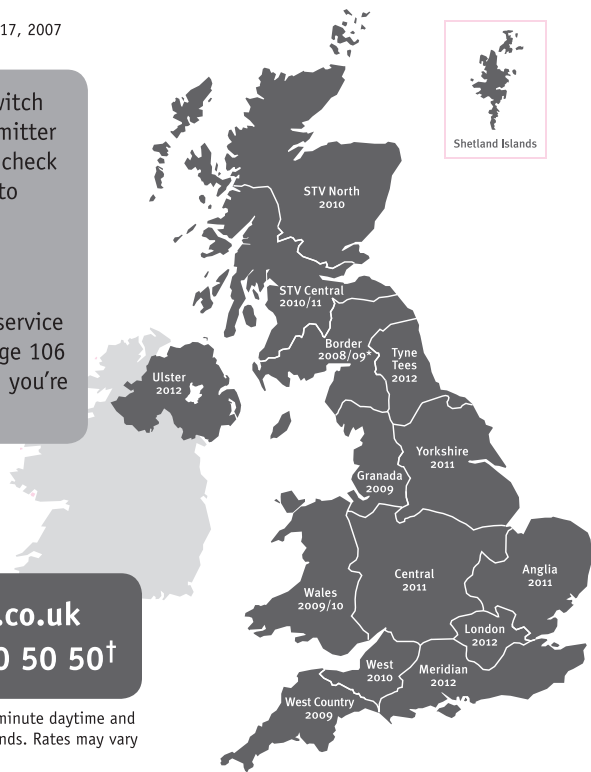 17, 2007
witch
mitter
check
to
service
ge 106
you're
.co.uk
0 50 50†
minute daytime and
nds. Rates may vary
Shetland Islands
STV North
2010
STV Central
2010/11
Border
2008/09*
Tyne
Tees
2012
Ulster
2012
Yorkshire
2011
Granada
2009
Wales
2009/10
Central
2011
Anglia
2011
London
2012
West
2010
Meridian
2012
West Country
2009